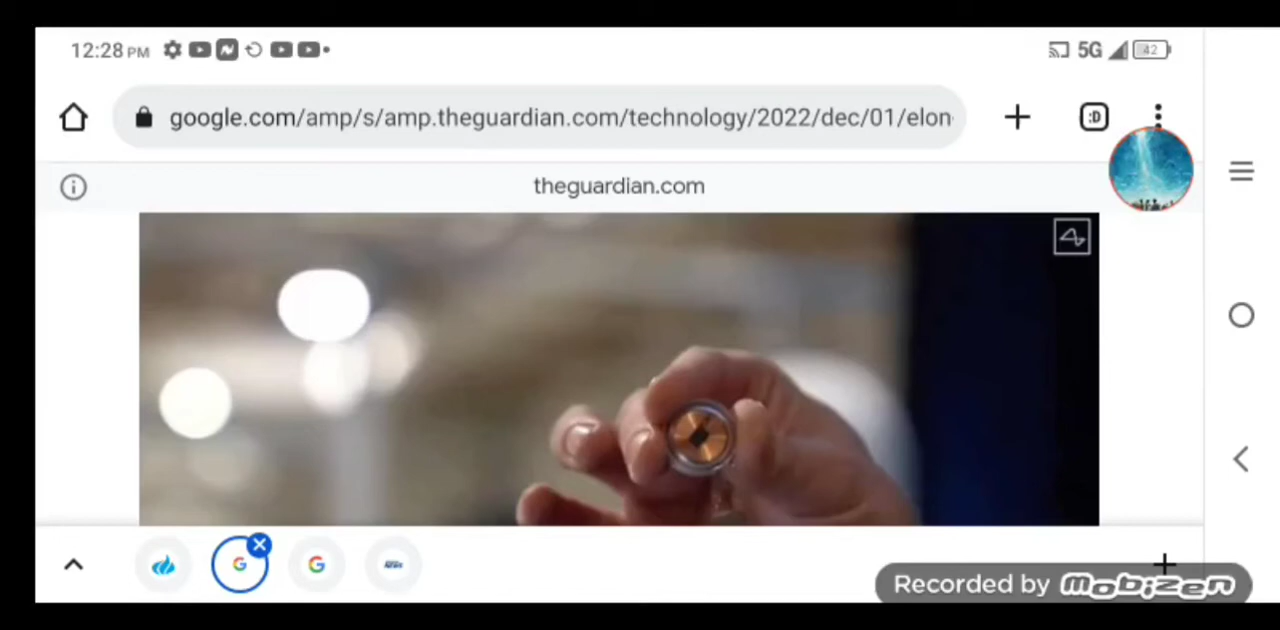 12:28 PM
5G
42
google.com/amp/s/amp.theguardian.com/technology/2022/dec/01/elon
:D
theguardian.com
G
G
Recorded by mobizen